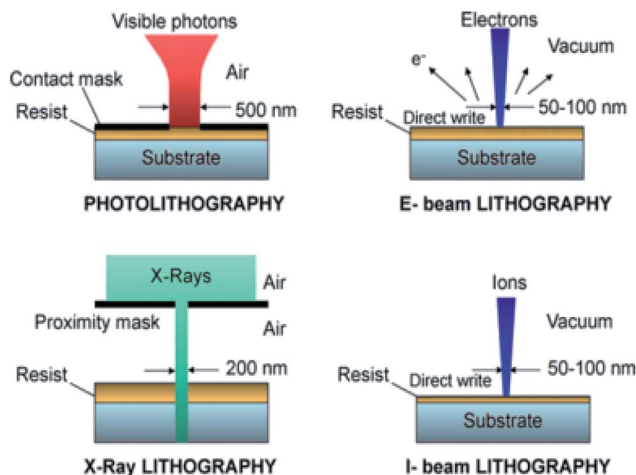 Visible photons
Air
Contact mask
Resist
500 nm
Substrate
PHOTOLITHOGRAPHY
Electrons
Vacuum
e⁻
50-100 nm
Direct write
Substrate
E- beam LITHOGRAPHY
X-Rays
Air
Proximity mask
Air
200 nm
Resist
X-Ray LITHOGRAPHY
Ions
Vacuum
50-100 nm
Resist
Direct write
Substrate
I- beam LITHOGRAPHY